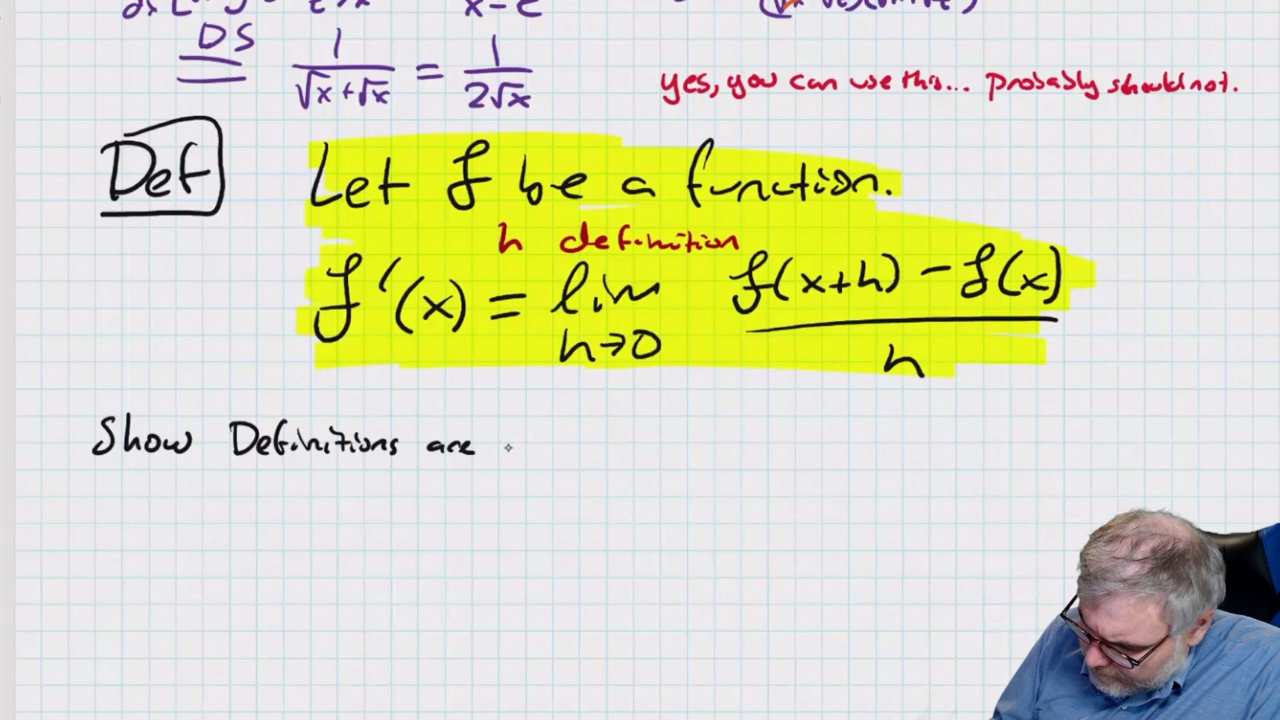 x - t
DS 1/(√x + √x) = 1/(2√x)
yes, you can use this... probably should not.
Def Let f be a function.
h definition
f'(x) = lim h→0 (f(x+h) - f(x))/h
Show Definitions are